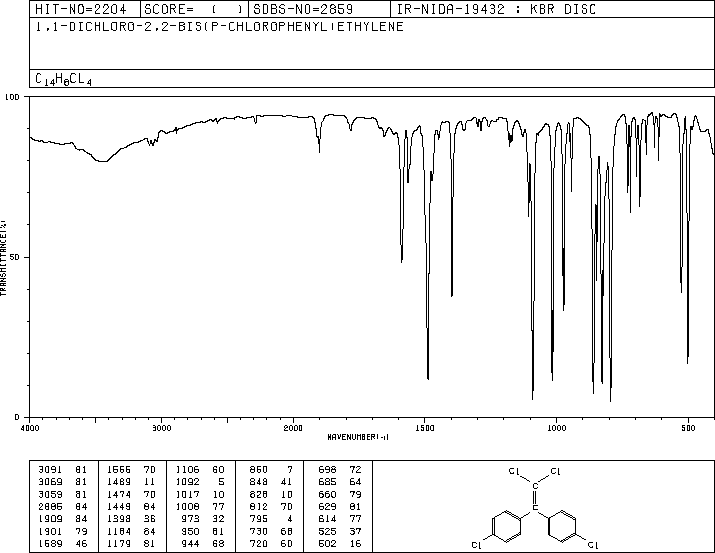 HIT-NO=2204 SCORE= ( ) SDBS-NO=2859 IR-NIDA-19432 : KBR DISC
1,1-DICHLORO-2,2-BIS(P-CHLOROPHENYL)ETHYLENE
C14H8CL4
100
50
0
TRANSMITTANCE(%)
4000 3000 2000 1500 1000 500
WAVENUMBER(-1)
3091 81 1566 70 1106 60 860 7 698 72
3069 81 1489 11 1092 5 848 41 685 64
3059 81 1474 70 1017 10 828 10 660 79
2885 84 1449 84 1008 77 812 70 629 81
1909 84 1398 36 973 32 795 4 614 77
1901 79 1184 84 950 81 730 68 525 37
1589 46 1179 81 944 68 720 60 502 16
Cl Cl
C
C
Cl Cl